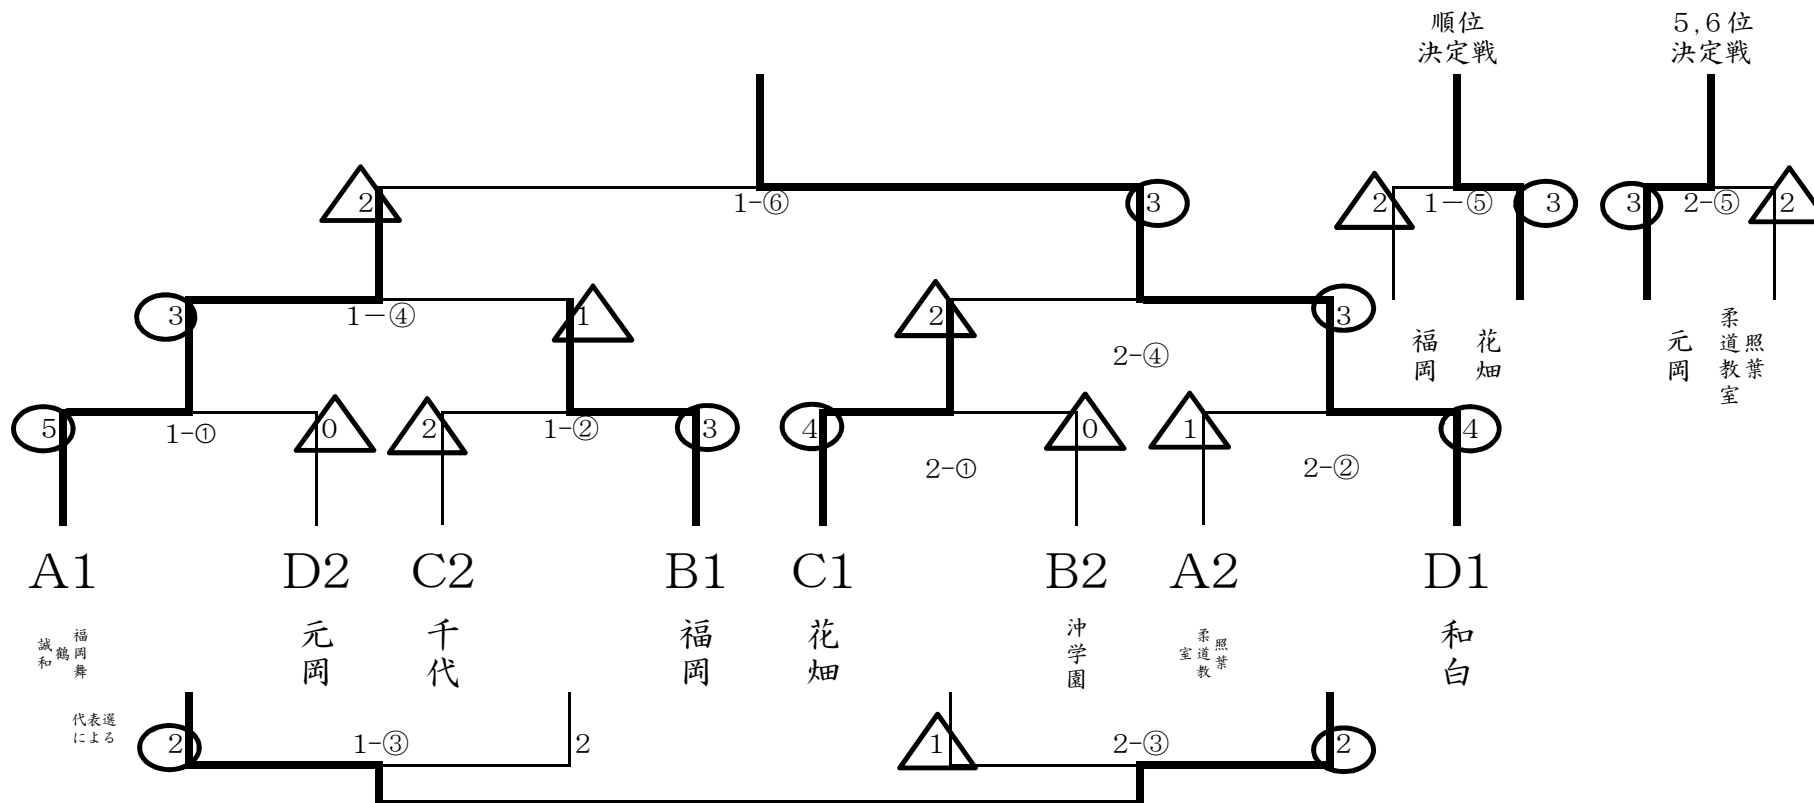 順位
決定戦
5,6位
決定戦
2
1-⑥
3
2
1－⑤
3
3
2-⑤
2
3
1－④
1
2
2-④
3
福岡
花畑
元岡
照葉
柔道教室
5
1-①
0
2
1-②
3
4
2-①
0
1
2-②
4
A1
D2
C2
B1
C1
B2
A2
D1
福岡舞
鶴
誠和
元岡
千代
福岡
花畑
沖学園
照葉
柔道教
室
和白
代表選
による
2
1-③
2
1
2-③
2